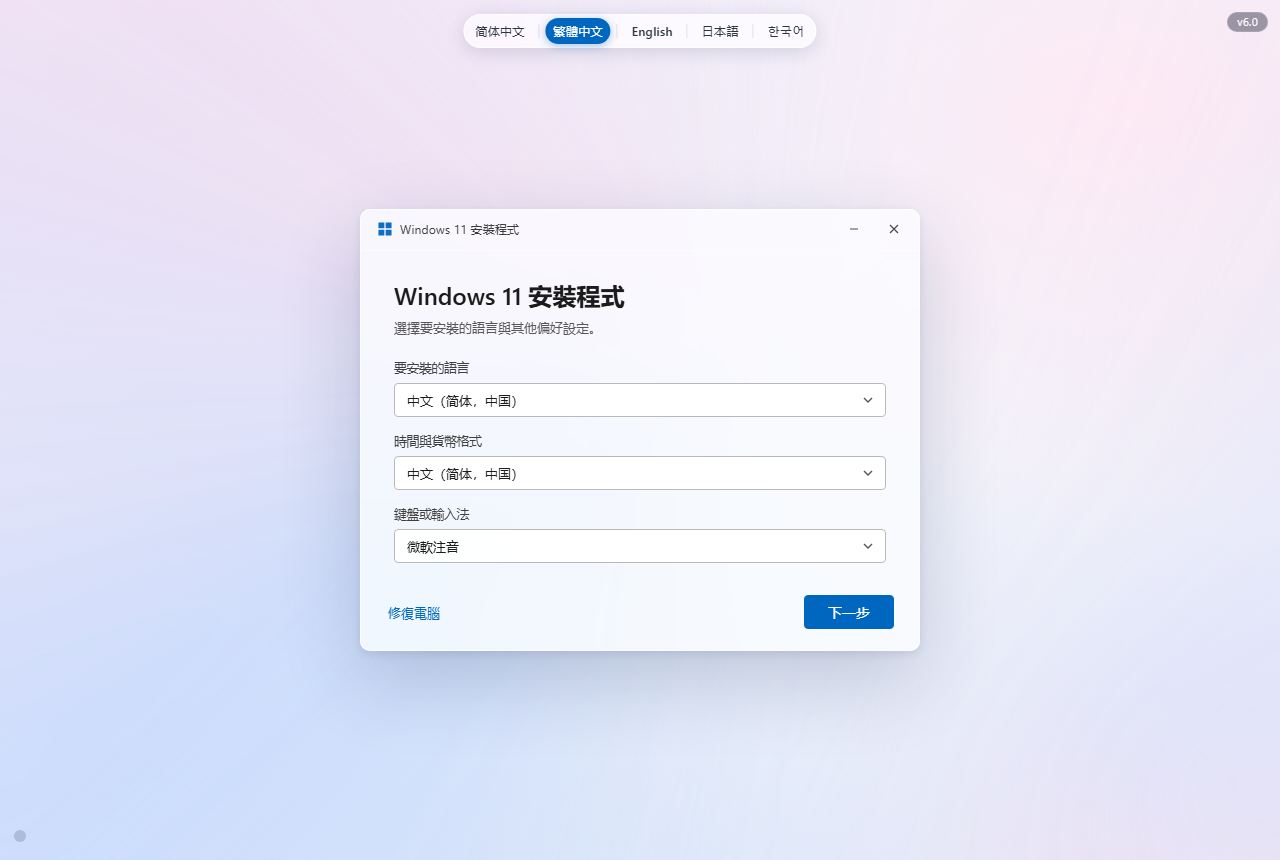 简体中文
繁體中文
English
日本語
한국어
v6.0
Windows 11 安裝程式
Windows 11 安裝程式
選擇要安裝的語言與其他偏好設定。
要安裝的語言
中文（简体，中国）
時間與貨幣格式
中文（简体，中国）
鍵盤或輸入法
微軟注音
修復電腦
下一步